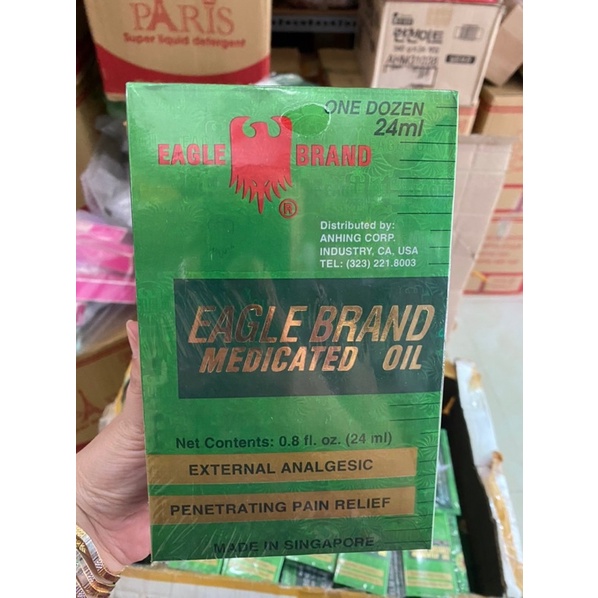 PARIS
Super liquid detergent
ONE DOZEN
24ml
EAGLE BRAND
®
Distributed by:
ANHING CORP.
INDUSTRY, CA, USA
TEL: (323) 221.8003
EAGLE BRAND
MEDICATED OIL
Net Contents: 0.8 fl. oz. (24 ml)
EXTERNAL ANALGESIC
PENETRATING PAIN RELIEF
MADE IN SINGAPORE